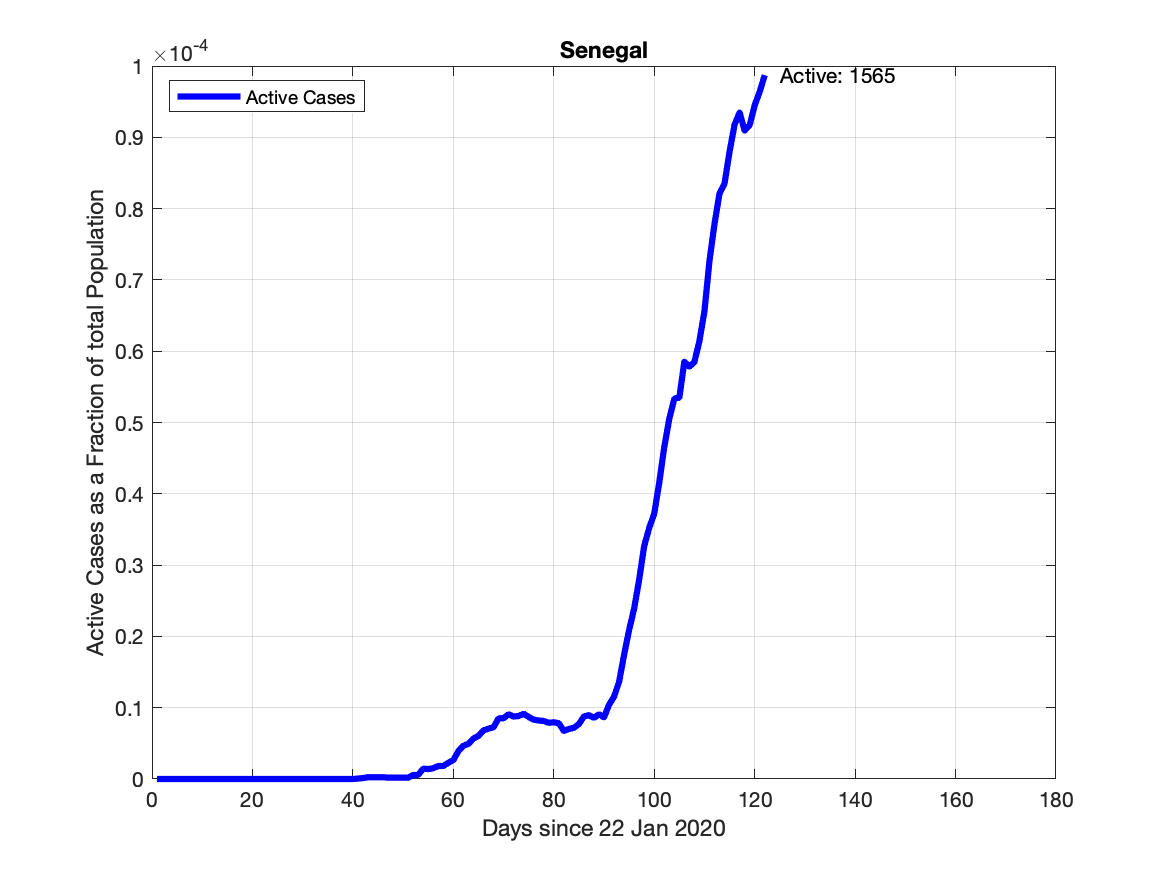 Senegal
×10-4
Active: 1565
Active Cases
1
0.9
0.8
0.7
0.6
0.5
0.4
0.3
0.2
0.1
0
Active Cases as a Fraction of total Population
0 20 40 60 80 100 120 140 160 180
Days since 22 Jan 2020